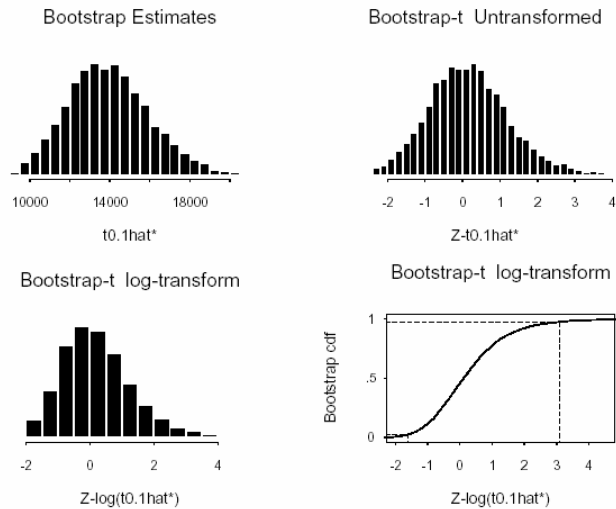 Bootstrap Estimates
10000 14000 18000
t0.1hat*
Bootstrap-t Untransformed
-2 -1 0 1 2 3 4
Z-t0.1hat*
Bootstrap-t log-transform
-2 0 2 4
Z-log(t0.1hat*)
Bootstrap-t log-transform
Bootstrap cdf
1
.5
0
-2 -1 0 1 2 3 4
Z-log(t0.1hat*)